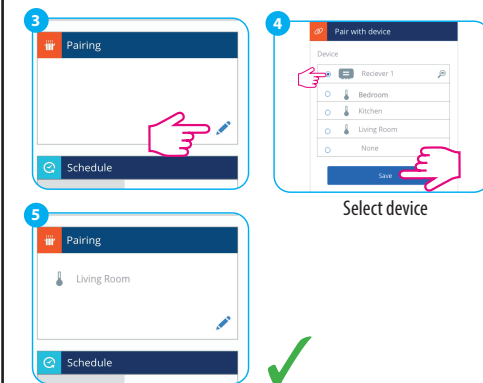 3
Pairing
Schedule
4
Pair with device
Device
Reciever 1
Bedroom
Kitchen
Living Room
None
Save
Select device
5
Pairing
Living Room
Schedule